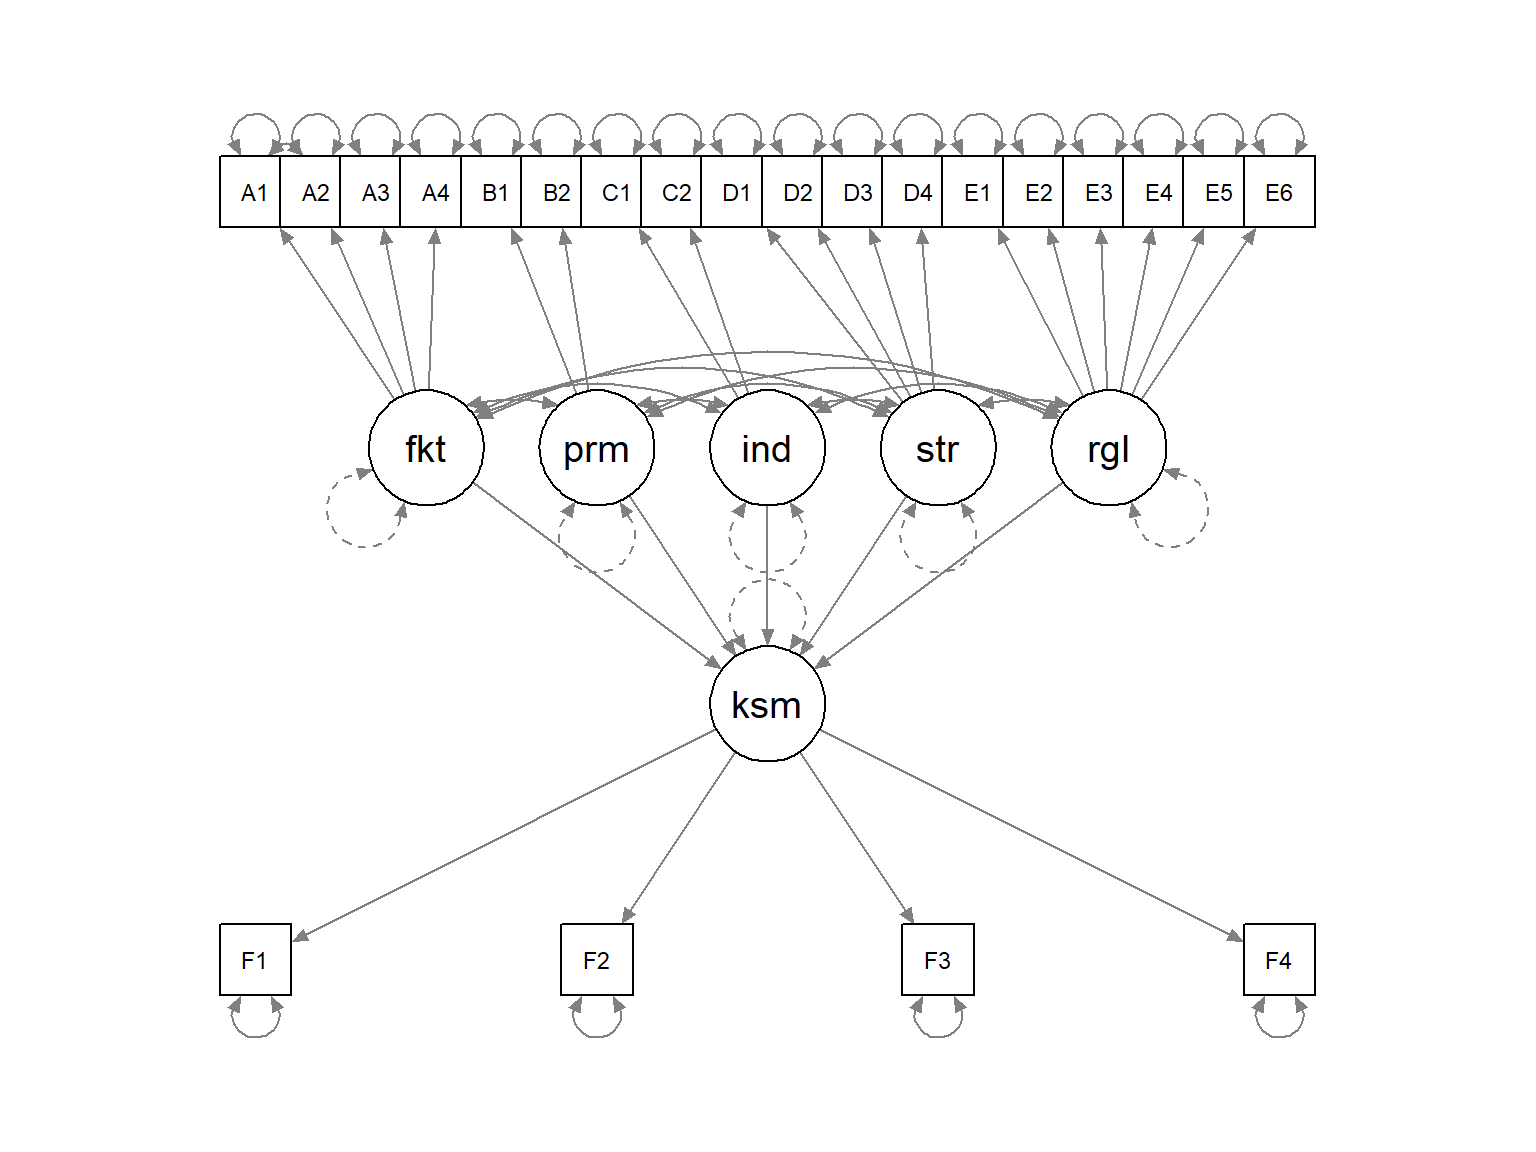 A1 A2 A3 A4 B1 B2 C1 C2 D1 D2 D3 D4 E1 E2 E3 E4 E5 E6
fkt prm ind str rgl
ksm
F1 F2 F3 F4